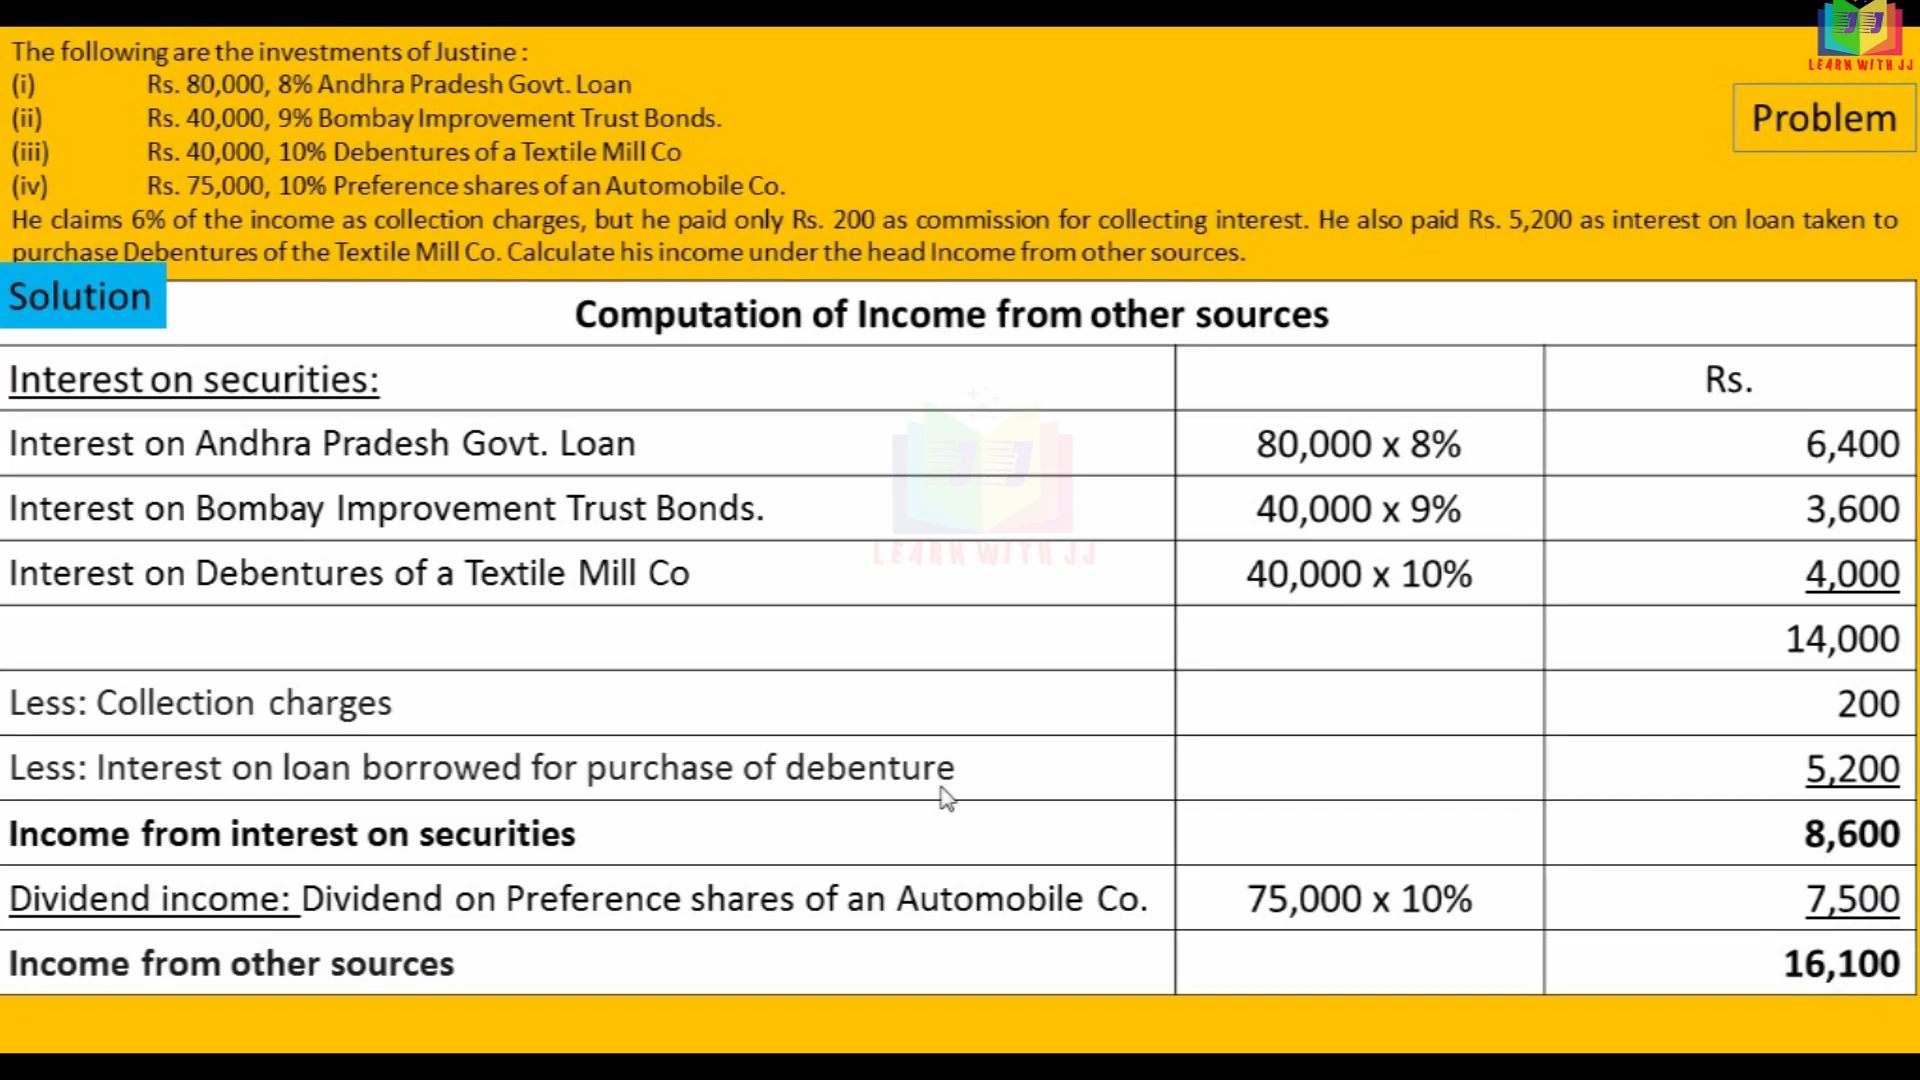 LEARN WITH JJ
The following are the investments of Justine :
(i) Rs. 80,000, 8% Andhra Pradesh Govt. Loan
(ii) Rs. 40,000, 9% Bombay Improvement Trust Bonds.
(iii) Rs. 40,000, 10% Debentures of a Textile Mill Co
(iv) Rs. 75,000, 10% Preference shares of an Automobile Co.
He claims 6% of the income as collection charges, but he paid only Rs. 200 as commission for collecting interest. He also paid Rs. 5,200 as interest on loan taken to
purchase Debentures of the Textile Mill Co. Calculate his income under the head Income from other sources.
Problem
Solution
Computation of Income from other sources
Interest on securities: Rs.
Interest on Andhra Pradesh Govt. Loan 80,000 x 8% 6,400
Interest on Bombay Improvement Trust Bonds. 40,000 x 9% 3,600
Interest on Debentures of a Textile Mill Co 40,000 x 10% 4,000
LEARN WITH JJ
14,000
Less: Collection charges 200
Less: Interest on loan borrowed for purchase of debenture 5,200
Income from interest on securities 8,600
Dividend income: Dividend on Preference shares of an Automobile Co. 75,000 x 10% 7,500
Income from other sources 16,100